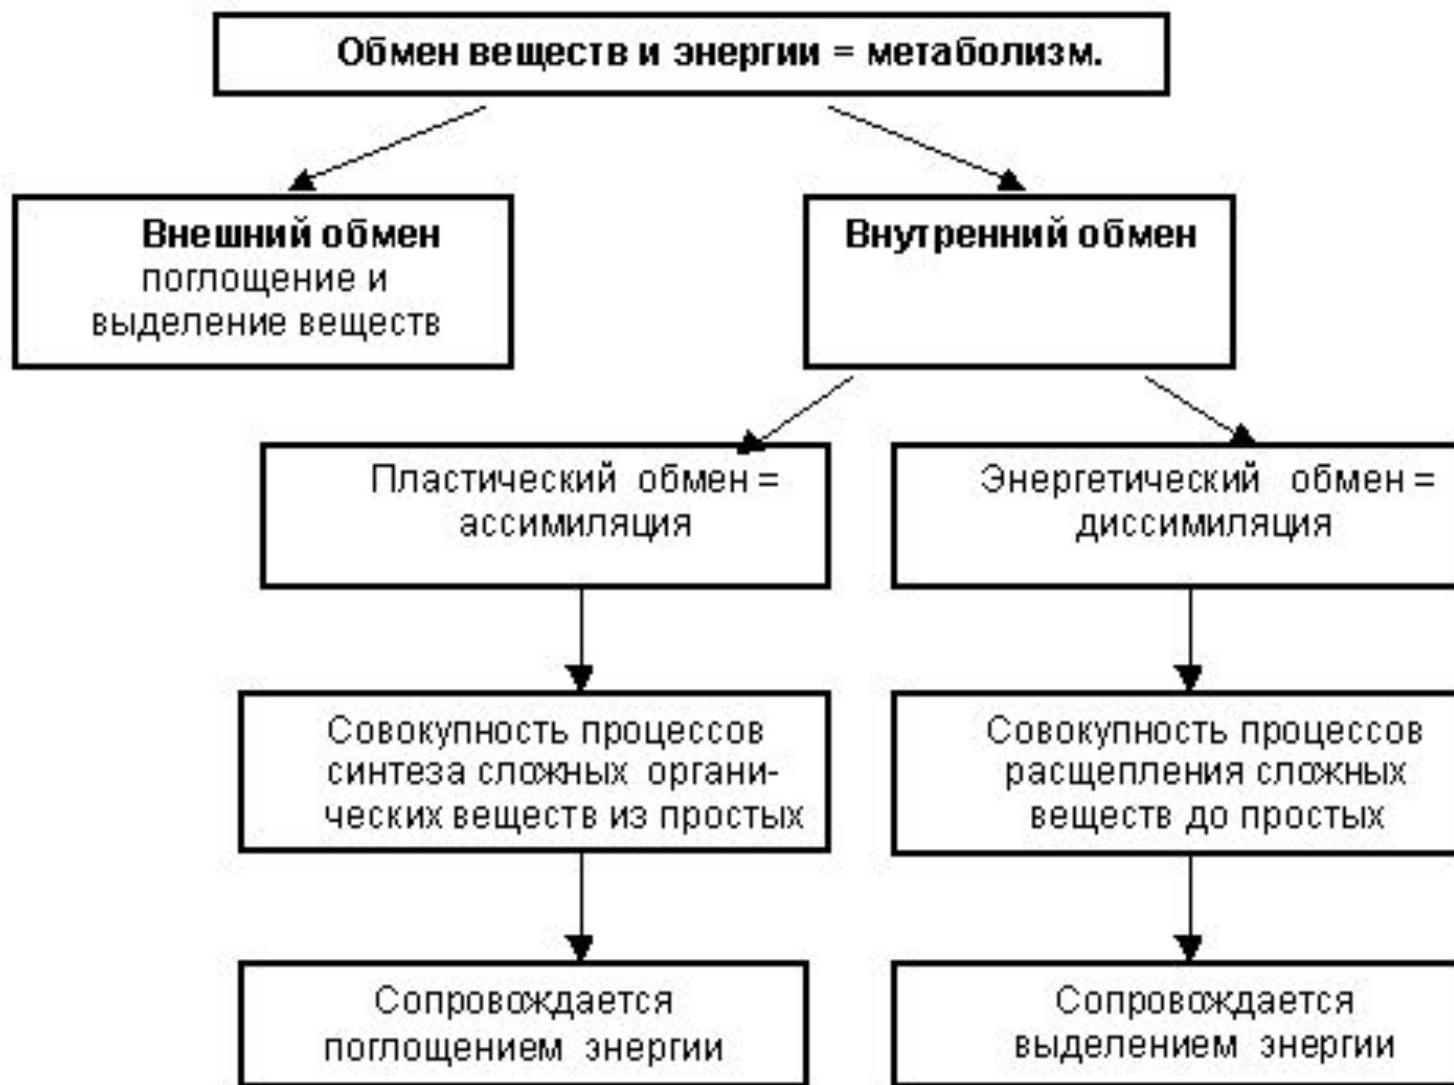 Обмен веществ и энергии = метаболизм.
Внешний обмен
поглощение и
выделение веществ
Внутренний обмен
Пластический обмен =
ассимиляция
Энергетический обмен =
диссимиляция
Совокупность процессов
синтеза сложных органи-
ческих веществ из простых
Совокупность процессов
расщепления сложных
веществ до простых
Сопровождается
поглощением энергии
Сопровождается
выделением энергии